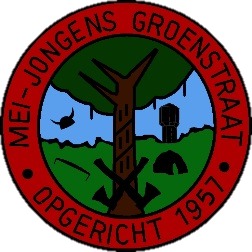 MEI-JONGENS GROENSTRAAT
• OPGERICHT 1957 •